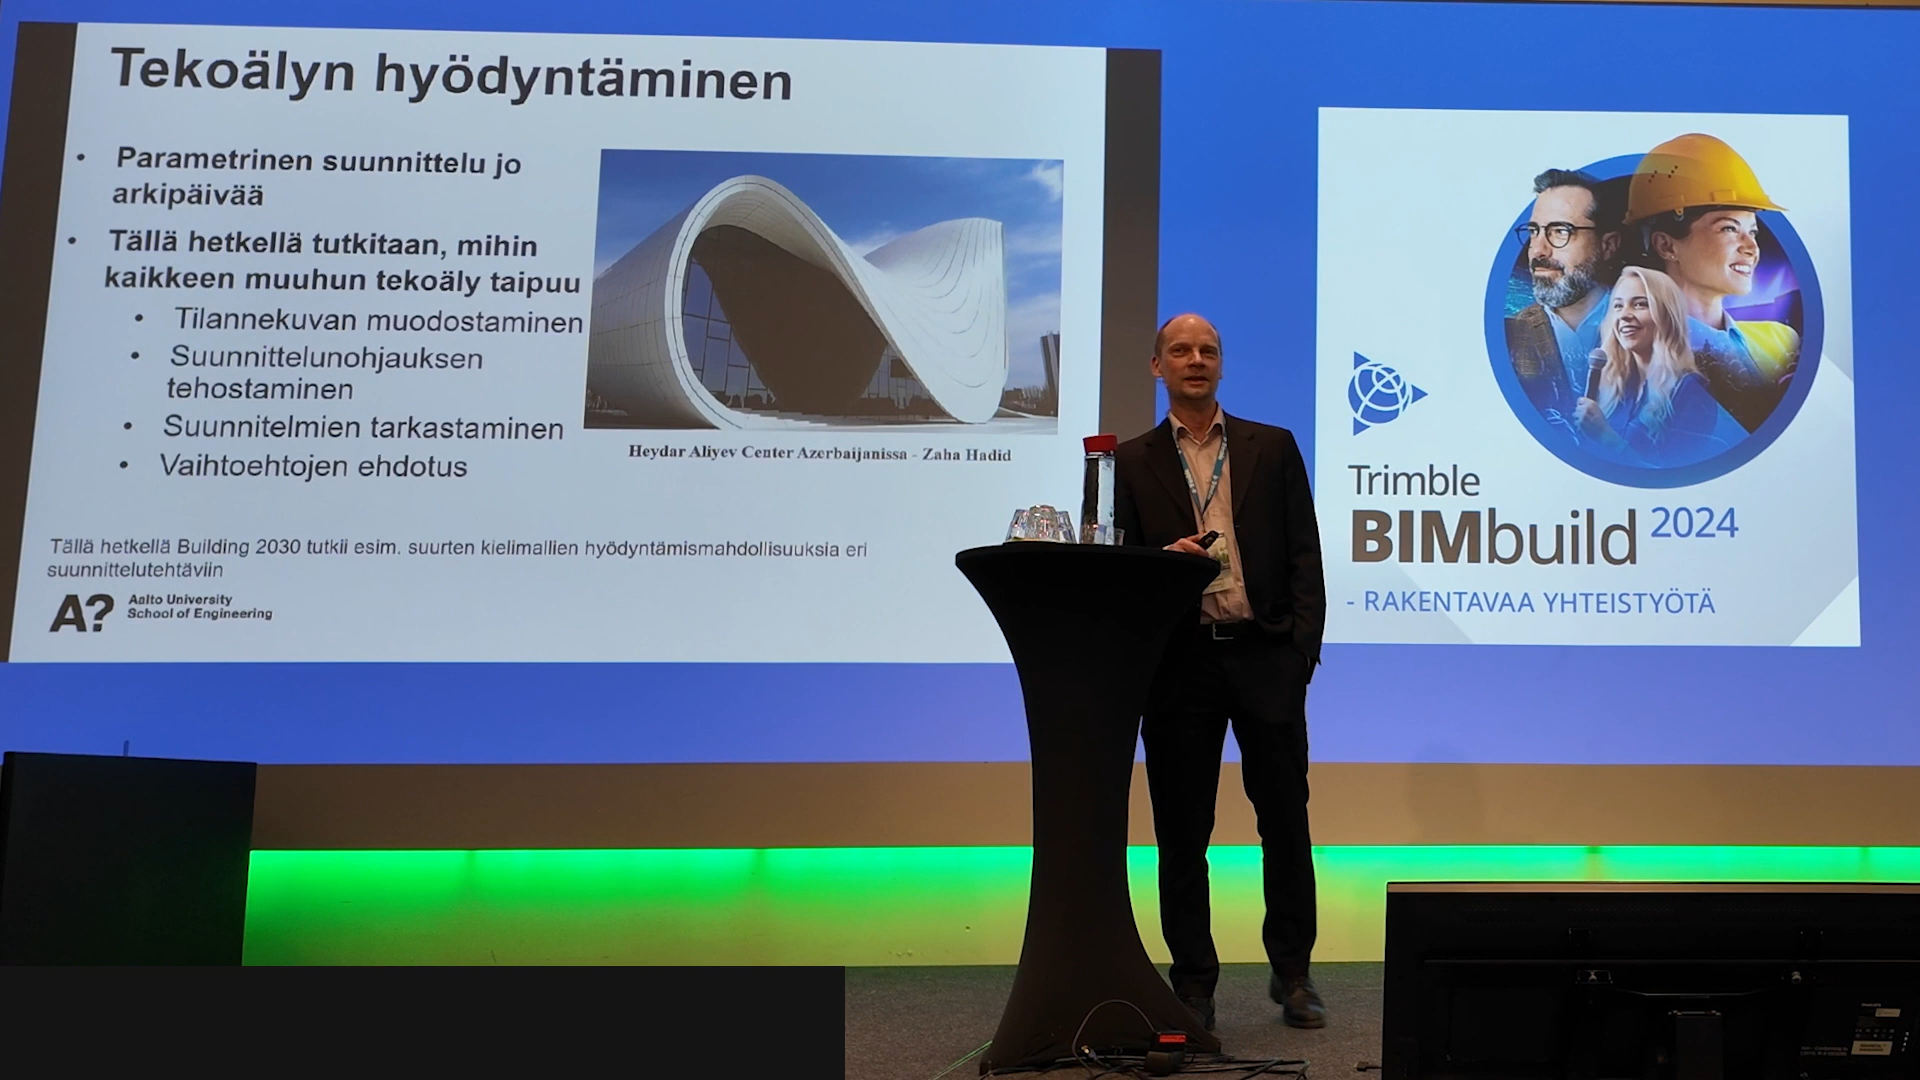 Tekoälyn hyödyntäminen
• Parametrinen suunnittelu jo
arkipäivää
• Tällä hetkellä tutkitaan, mihin
kaikkeen muuhun tekoäly taipuu
• Tilannekuvan muodostaminen
• Suunnittelunohjauksen
tehostaminen
• Suunnitelmien tarkastaminen
• Vaihtoehtojen ehdotus
Heydar Aliyev Center Azerbaijanissa - Zaha Hadid
Tällä hetkellä Building 2030 tutkii esim. suurten kielimallien hyödyntämismahdollisuuksia eri
suunnittelutehtäviin
A?
Aalto University
School of Engineering
Trimble
BIMbuild 2024
- RAKENTAVAA YHTEISTYÖTÄ